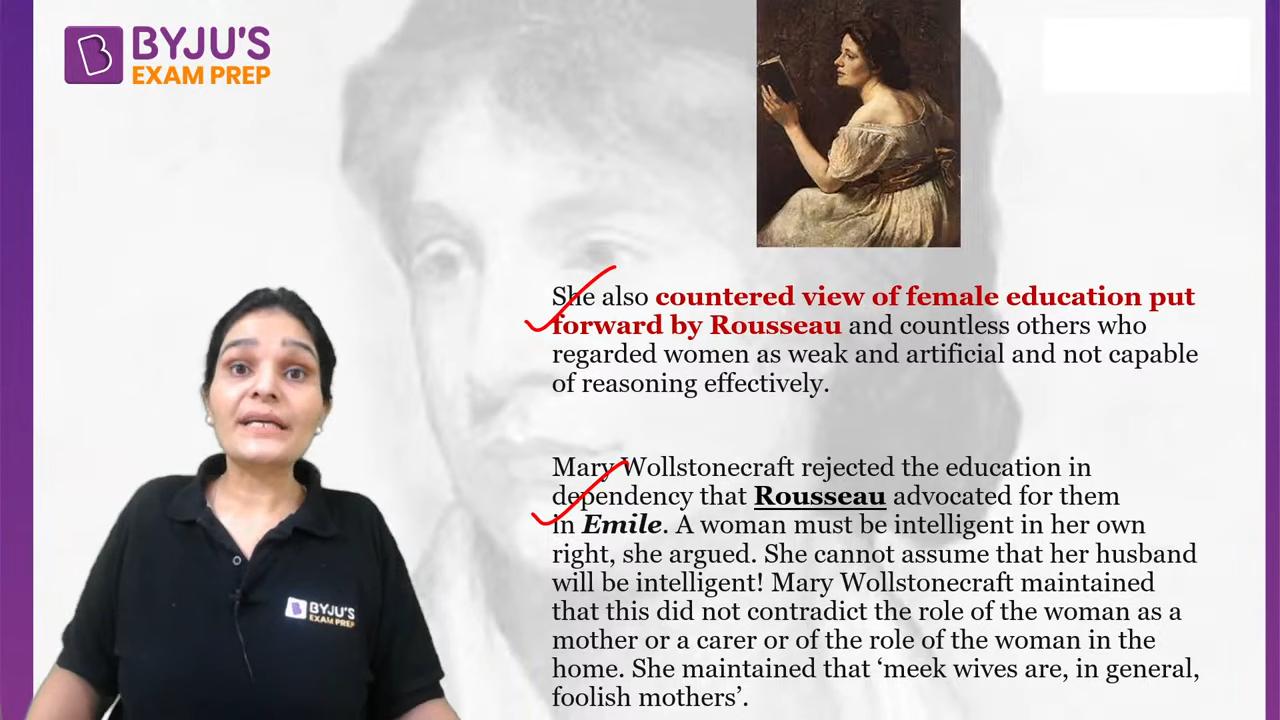 BYJU'S
EXAM PREP
She also countered view of female education put
forward by Rousseau and countless others who
regarded women as weak and artificial and not capable
of reasoning effectively.
Mary Wollstonecraft rejected the education in
dependency that Rousseau advocated for them
in Emile. A woman must be intelligent in her own
right, she argued. She cannot assume that her husband
will be intelligent! Mary Wollstonecraft maintained
that this did not contradict the role of the woman as a
mother or a carer or of the role of the woman in the
home. She maintained that ‘meek wives are, in general,
foolish mothers’.
BYJU'S
EXAM PREP